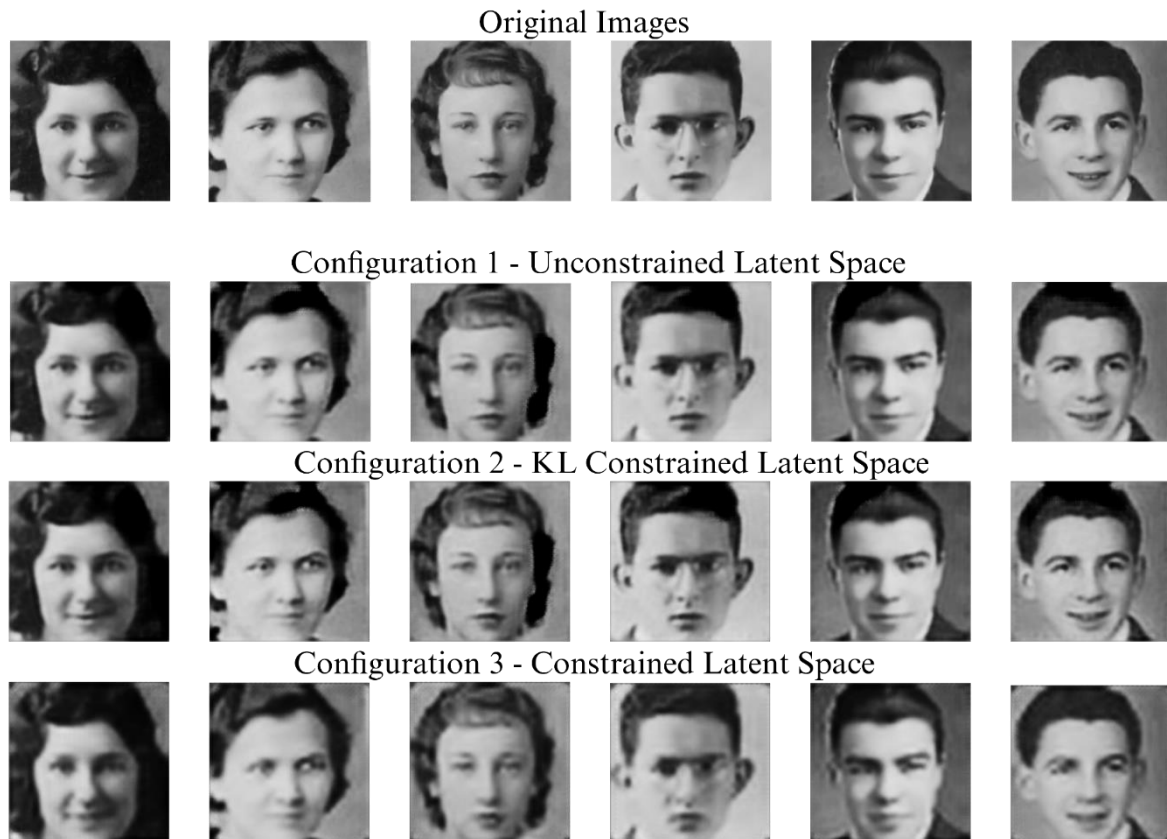 Original Images
Configuration 1 - Unconstrained Latent Space
Configuration 2 - KL Constrained Latent Space
Configuration 3 - Constrained Latent Space